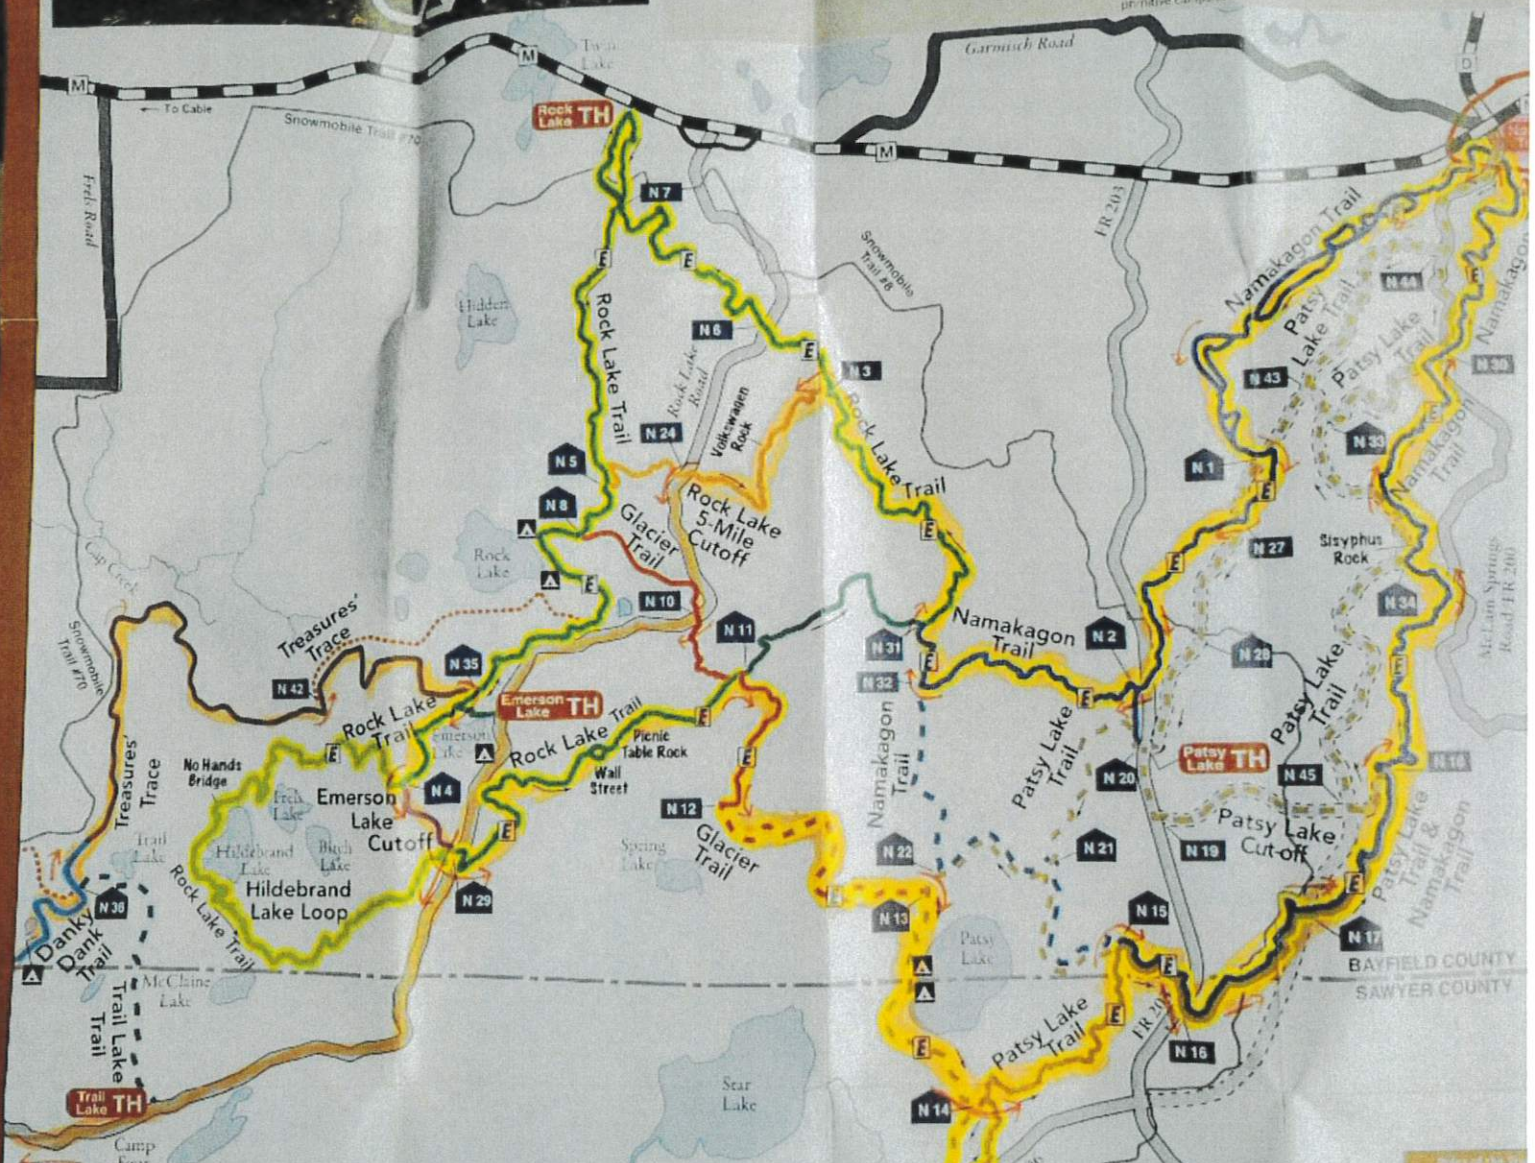 Garmisch Road
M
Twin
Lake
M
D
To Cable
Rock
Lake TH
Snowmobile Trail #70
M
Frels Road
N 7
FR 203
Namakagon Trail
E
E
Snowmobile
Trail #8
N 44
E
Namakagon
Hidden
Lake
Rock Lake Trail
N 6
E
Patsy
Lake Trail
Patsy Lake
Trail
Rock Lake
Road
N 3
N 43
N 30
Volkswagen
Rock
Rock Lake Trail
E
N 24
N 33
Namakagon
Trail
N 5
N 1
E
N 8
Rock Lake
5-Mile
Cutoff
Glacier
Trail
E
Sisyphus
Rock
N 27
Rock
Lake
E
E
McLain Springs
Road FR 200
Cap Creek
N 10
N 34
Treasures'
Trace
N 11
Namakagon
Trail
N 2
Snowmobile
Trail #70
N 35
N 31
E
N 28
E
N 42
N 32
E
Emerson
Lake TH
Rock Lake
Trail
Rock Lake Trail
E
Patsy Lake
Trail
Emerson
Lake
Picnic
Table Rock
Namakagon
Trail
Patsy Lake
Trail
E
E
Patsy
Lake TH
N 18
No Hands
Bridge
Wall
Street
N 20
N 45
Treasures'
Trace
N 4
Frels
Lake
Emerson
Lake
Cutoff
N 12
Patsy Lake
Cut-off
Patsy Lake
Trail &
Namakagon
Trail
Trail
Lake
E
Glacier
Trail
Hildebrand
Lake
Birch
Lake
Spring
Lake
N 22
N 21
N 19
Hildebrand
Lake Loop
Rock Lake Trail
E
E
N 36
N 29
N 13
N 15
Danky
Dank
Trail
Patsy
Lake
N 17
E
BAYFIELD COUNTY
SAWYER COUNTY
McClaine
Lake
Trail Lake
Trail
Patsy Lake
Trail
E
E
N 16
Star
Lake
Trail
Lake TH
N 14
Camp